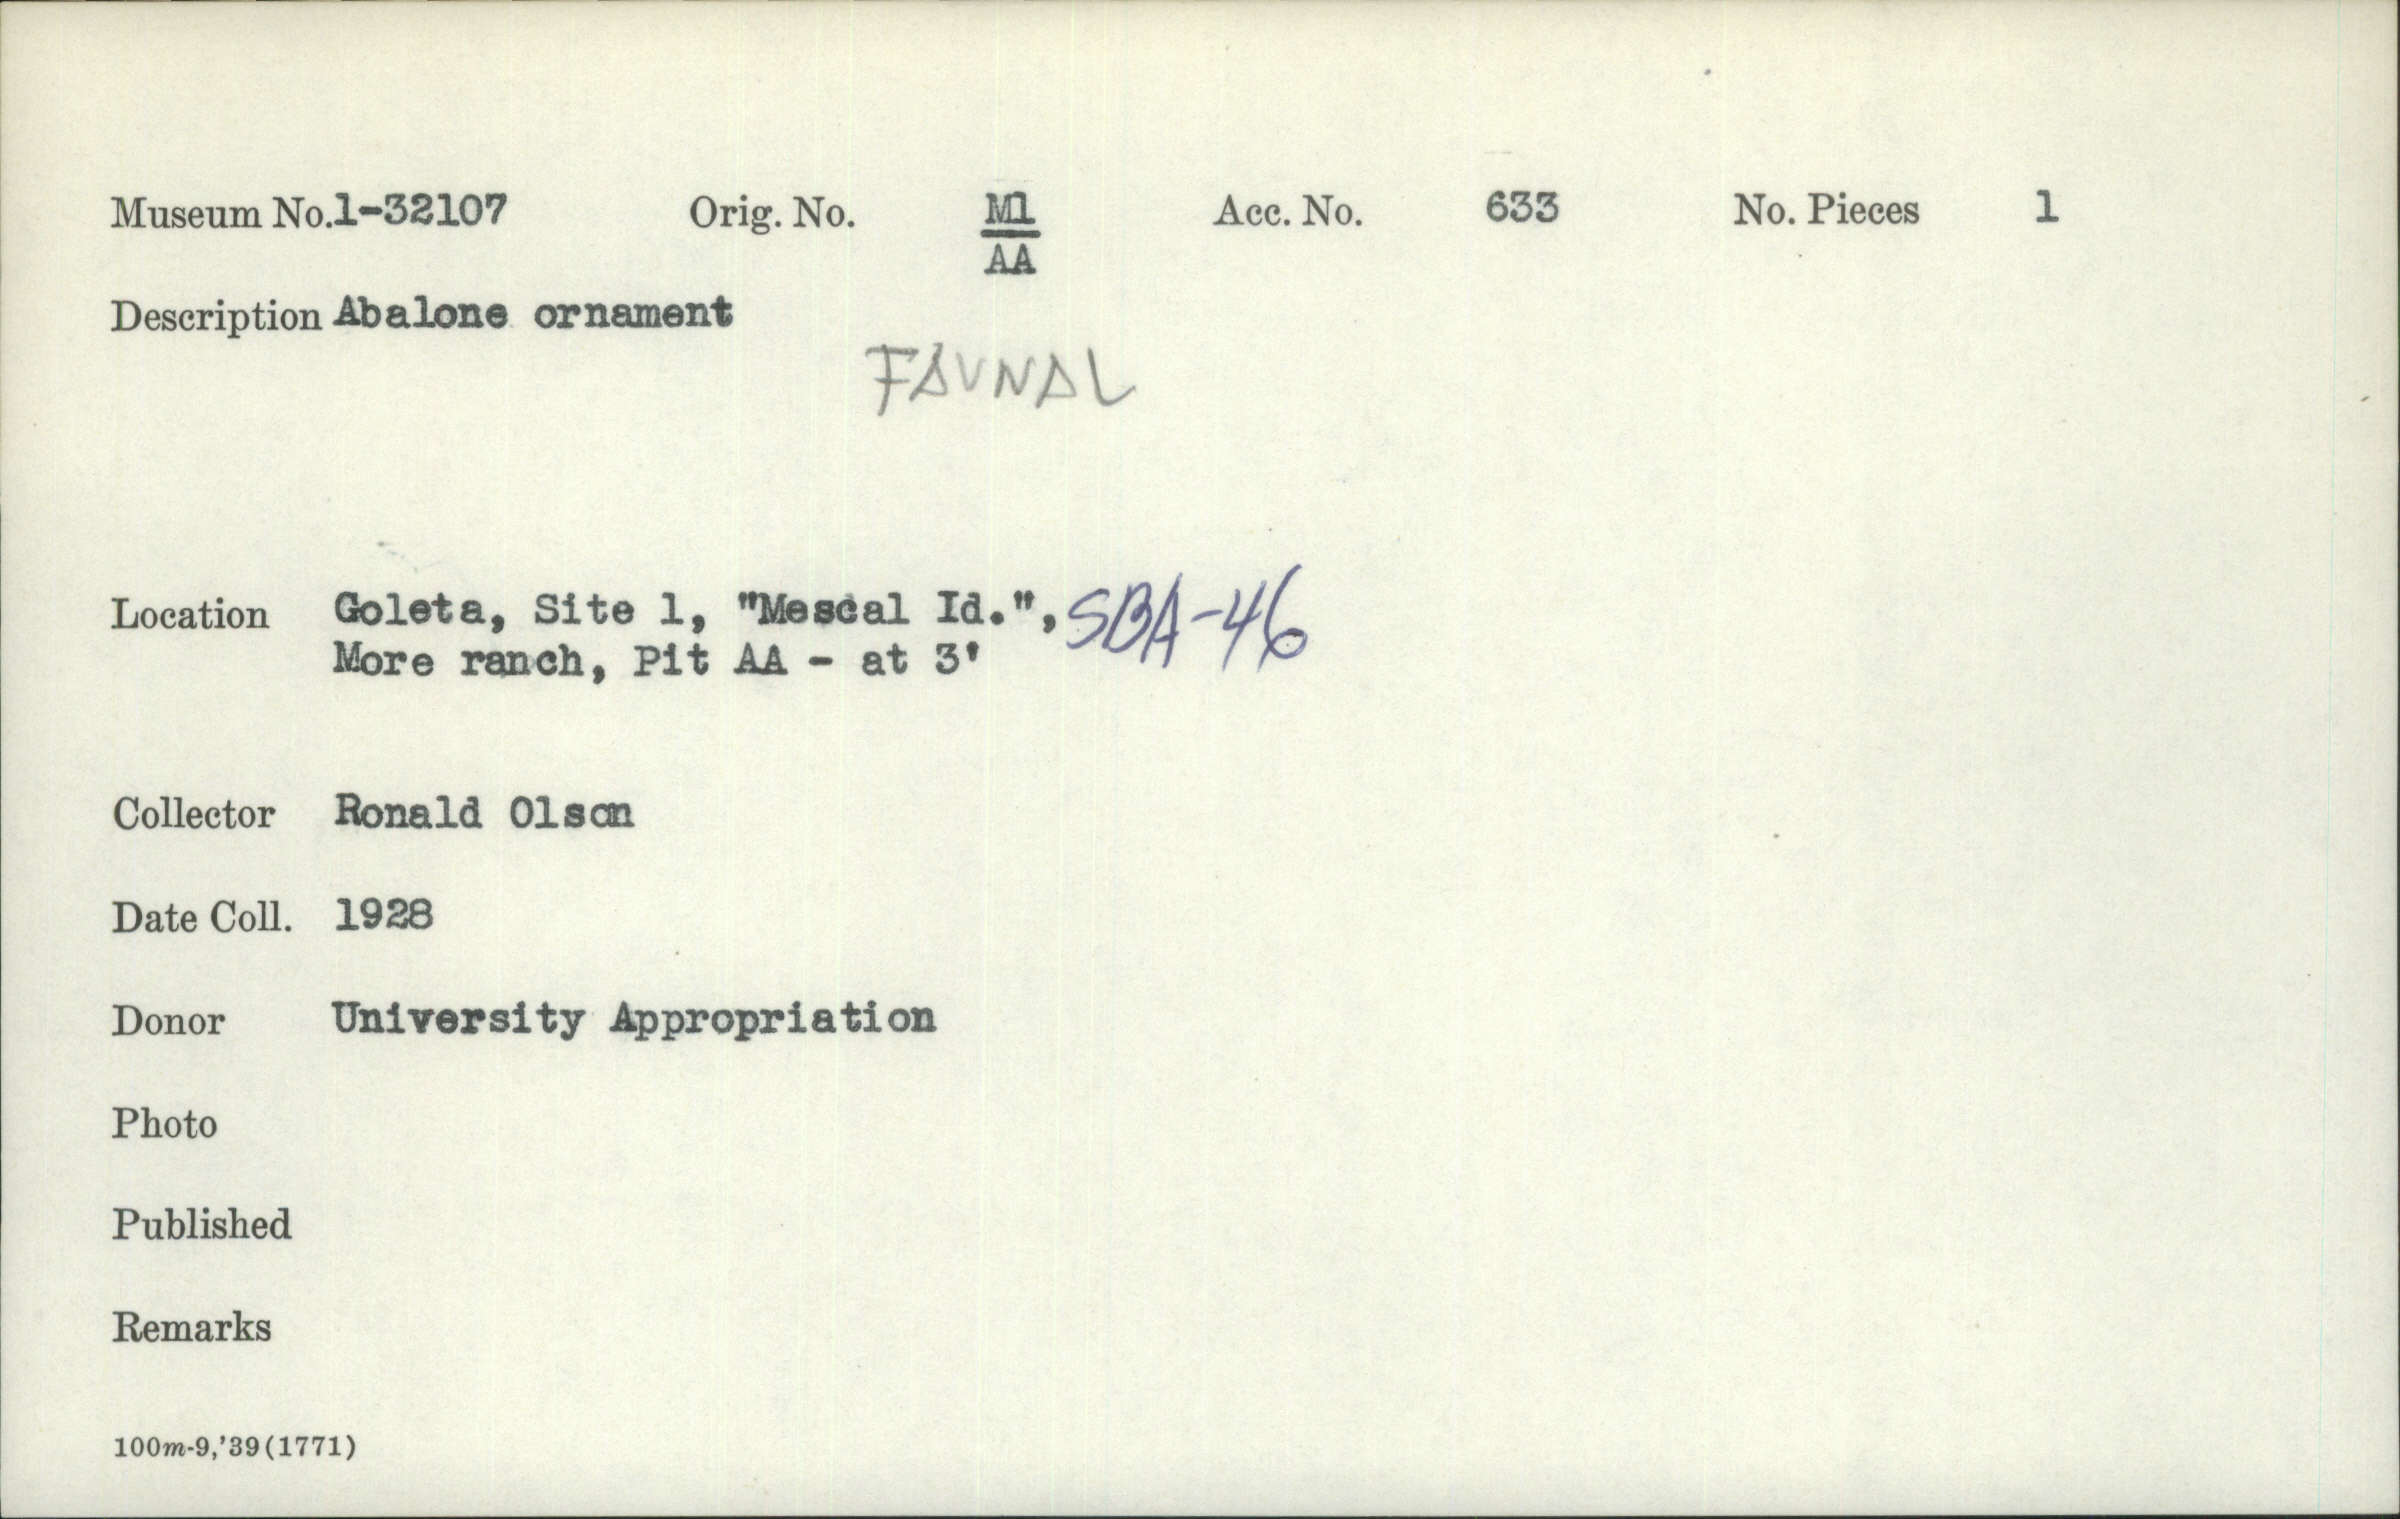 Museum No. 1-32107 Orig. No. M1 Acc. No. 633 No. Pieces 1
AA
Description Abalone ornament
FAUNAL
Location Goleta, Site 1, "Mescal Id.", SBA-46
More ranch, Pit AA - at 3'
Collector Ronald Olson
Date Coll. 1928
Donor University Appropriation
Photo
Published
Remarks
100m-9,'39(1771)